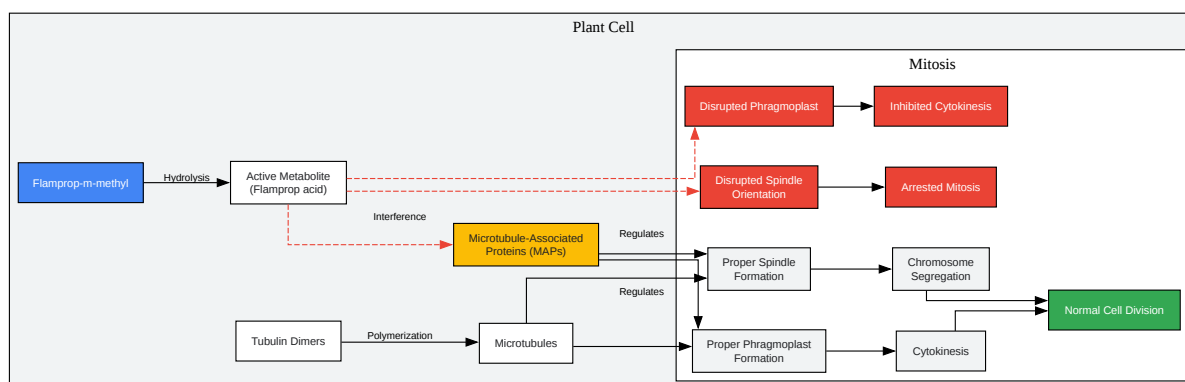 Plant Cell
Mitosis
Disrupted Phragmoplast
Inhibited Cytokinesis
Flamprop-m-methyl
Hydrolysis
Active Metabolite
(Flamprop acid)
Disrupted Spindle
Orientation
Arrested Mitosis
Interference
Microtubule-Associated
Proteins (MAPs)
Regulates
Regulates
Proper Spindle
Formation
Chromosome
Segregation
Normal Cell Division
Tubulin Dimers
Polymerization
Microtubules
Proper Phragmoplast
Formation
Cytokinesis